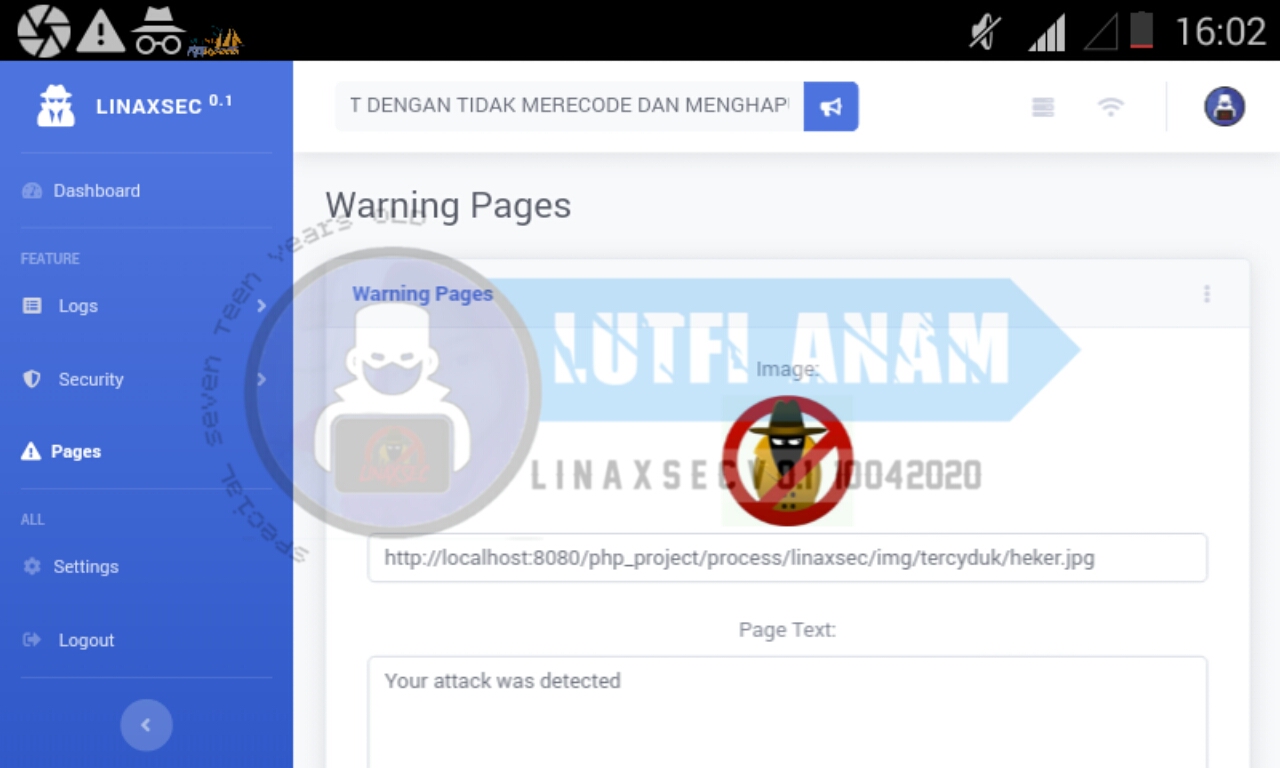 16:02
LINAXSEC 0.1
T DENGAN TIDAK MERECODE DAN MENGHAP
Dashboard
FEATURE
Logs
Security
Pages
ALL
Settings
Logout
Warning Pages
special seven Teen years OLD
Warning Pages
LUTFI ANAM
Image:
LINAXSEC V 0.1 10042020
http://localhost:8080/php_project/process/linaxsec/img/tercyduk/heker.jpg
Page Text:
Your attack was detected